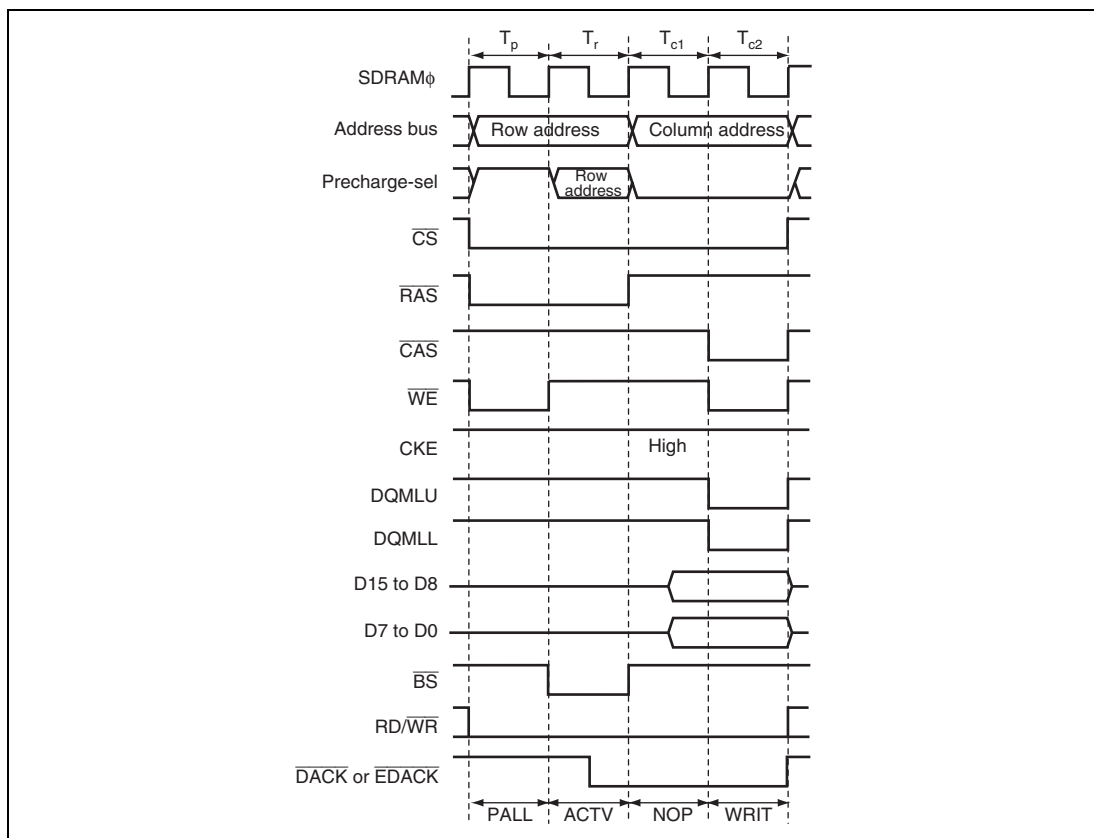 Tp Tr Tc1 Tc2
SDRAMϕ
Address bus Row address Column address
Precharge-sel Row address
CS
RAS
CAS
WE
CKE High
DQMLU
DQMLL
D15 to D8
D7 to D0
BS
RD/WR
DACK or EDACK
PALL ACTV NOP WRIT